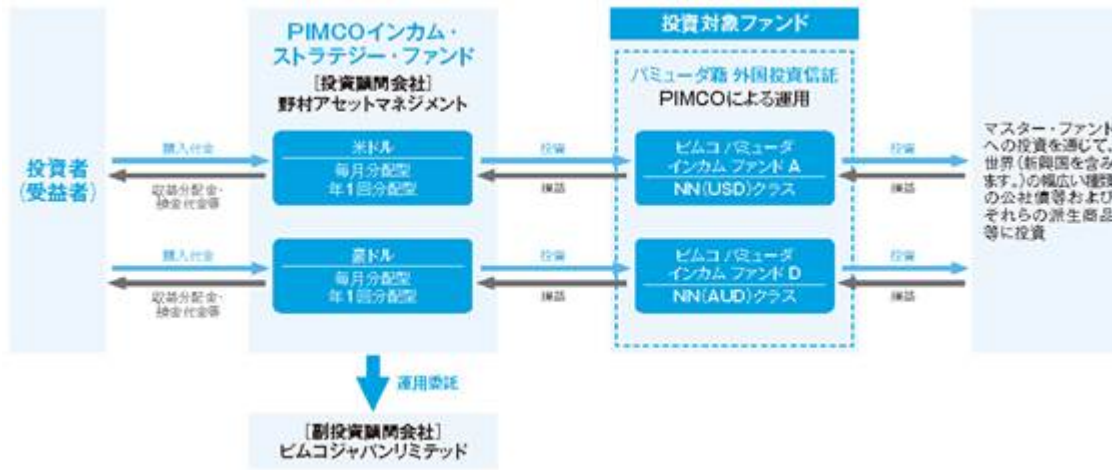 投資者
(受益者)
購入代金
収益分配金・
換金代金等
購入代金
収益分配金・
換金代金等
PIMCOインカム・
ストラテジー・ファンド
[投資顧問会社]
野村アセットマネジメント
米ドル
毎月分配型
年1回分配型
豪ドル
毎月分配型
年1回分配型
運用委託
[副投資顧問会社]
ピムコジャパンリミテッド
投資
損益
投資
損益
投資対象ファンド
バミューダ籍 外国投資信託
PIMCOによる運用
ピムコ バミューダ
インカム ファンド A
NN(USD)クラス
ピムコ バミューダ
インカム ファンド D
NN(AUD)クラス
投資
損益
投資
損益
マスター・ファンド
への投資を通じて、
世界(新興国を含み
ます。)の幅広い種類
の公社債等および
それらの派生商品
等に投資